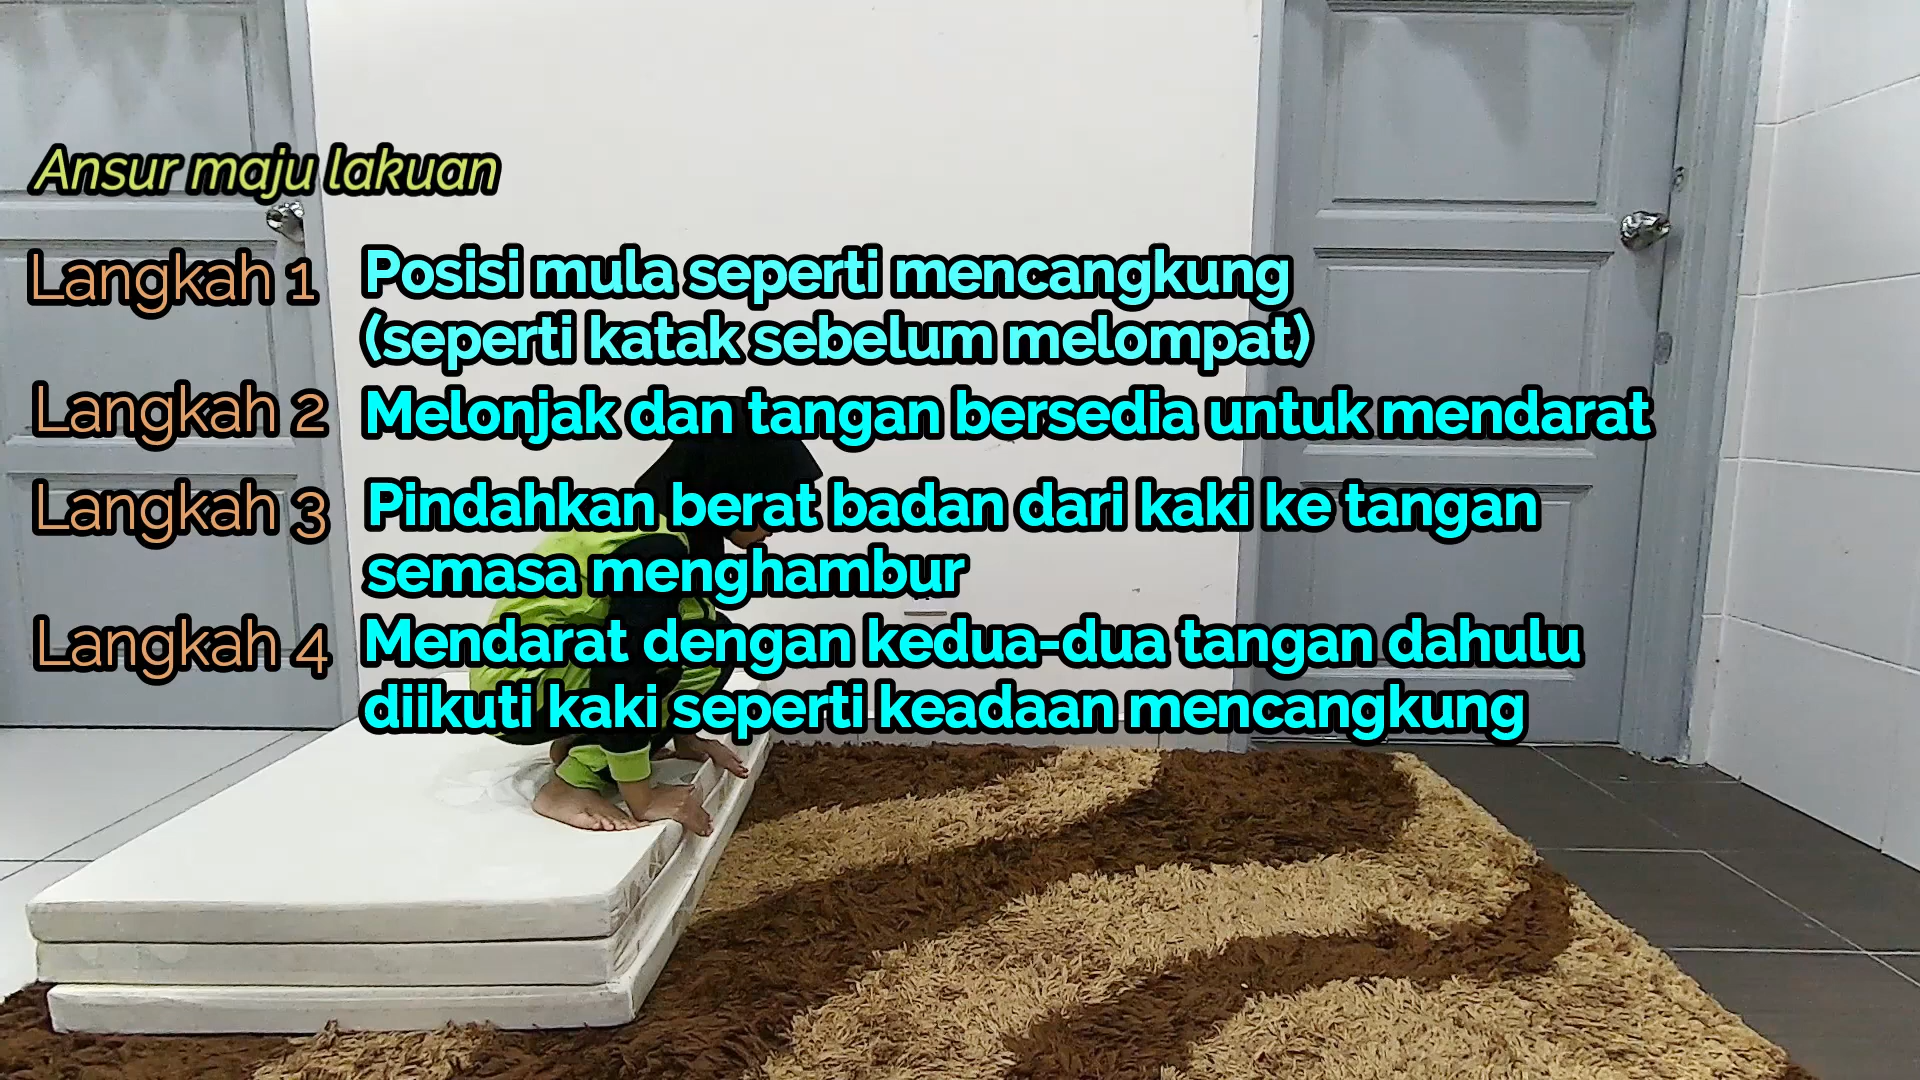 Ansur maju lakuan
Langkah 1 Posisi mula seperti mencangkung
(seperti katak sebelum melompat)
Langkah 2 Melonjak dan tangan bersedia untuk mendarat
Langkah 3 Pindahkan berat badan dari kaki ke tangan
semasa menghambur
Langkah 4 Mendarat dengan kedua-dua tangan dahulu
diikuti kaki seperti keadaan mencangkung